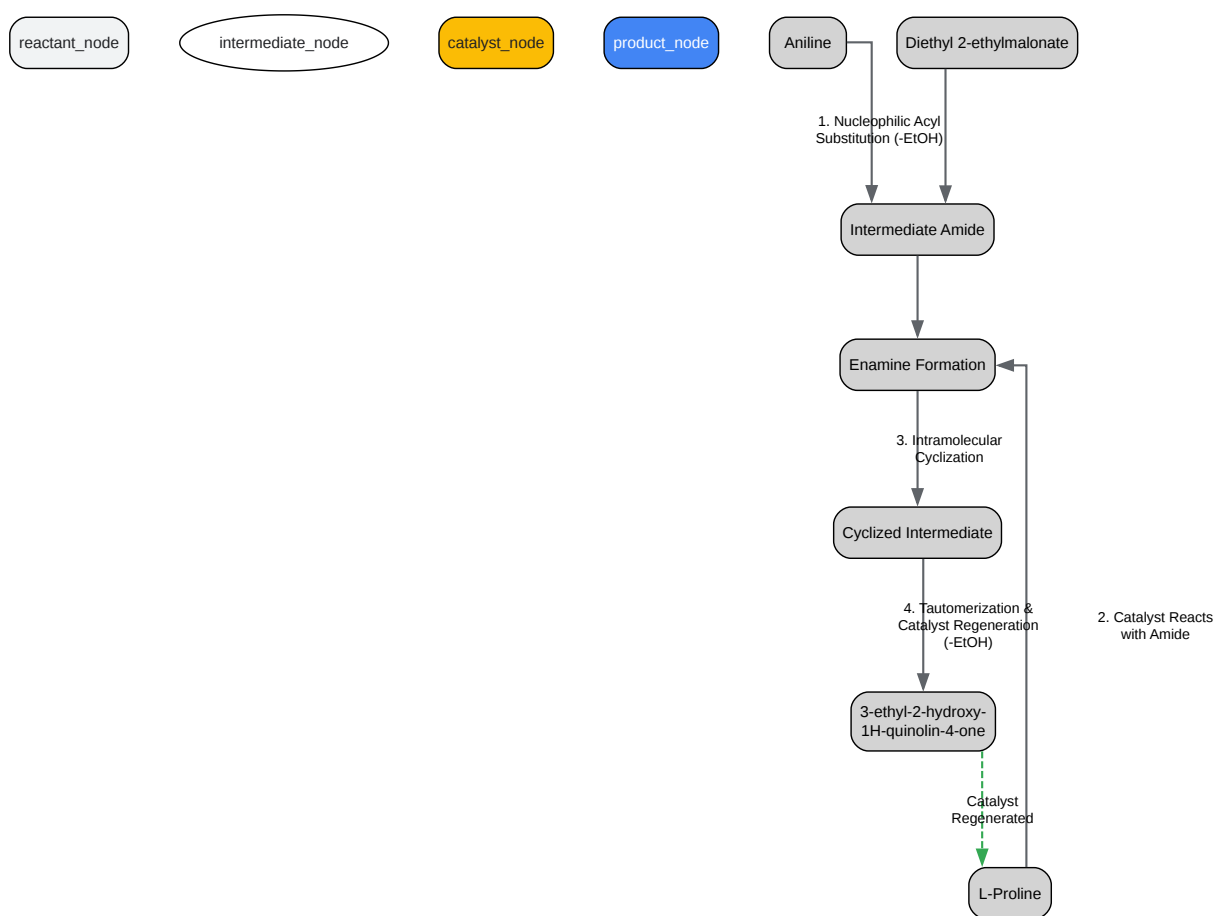 reactant_node
intermediate_node
catalyst_node
product_node
Aniline
Diethyl 2-ethylmalonate
1. Nucleophilic Acyl
Substitution (-EtOH)
Intermediate Amide
Enamine Formation
3. Intramolecular
Cyclization
Cyclized Intermediate
4. Tautomerization &
Catalyst Regeneration
(-EtOH)
2. Catalyst Reacts
with Amide
3-ethyl-2-hydroxy-
1H-quinolin-4-one
Catalyst
Regenerated
L-Proline